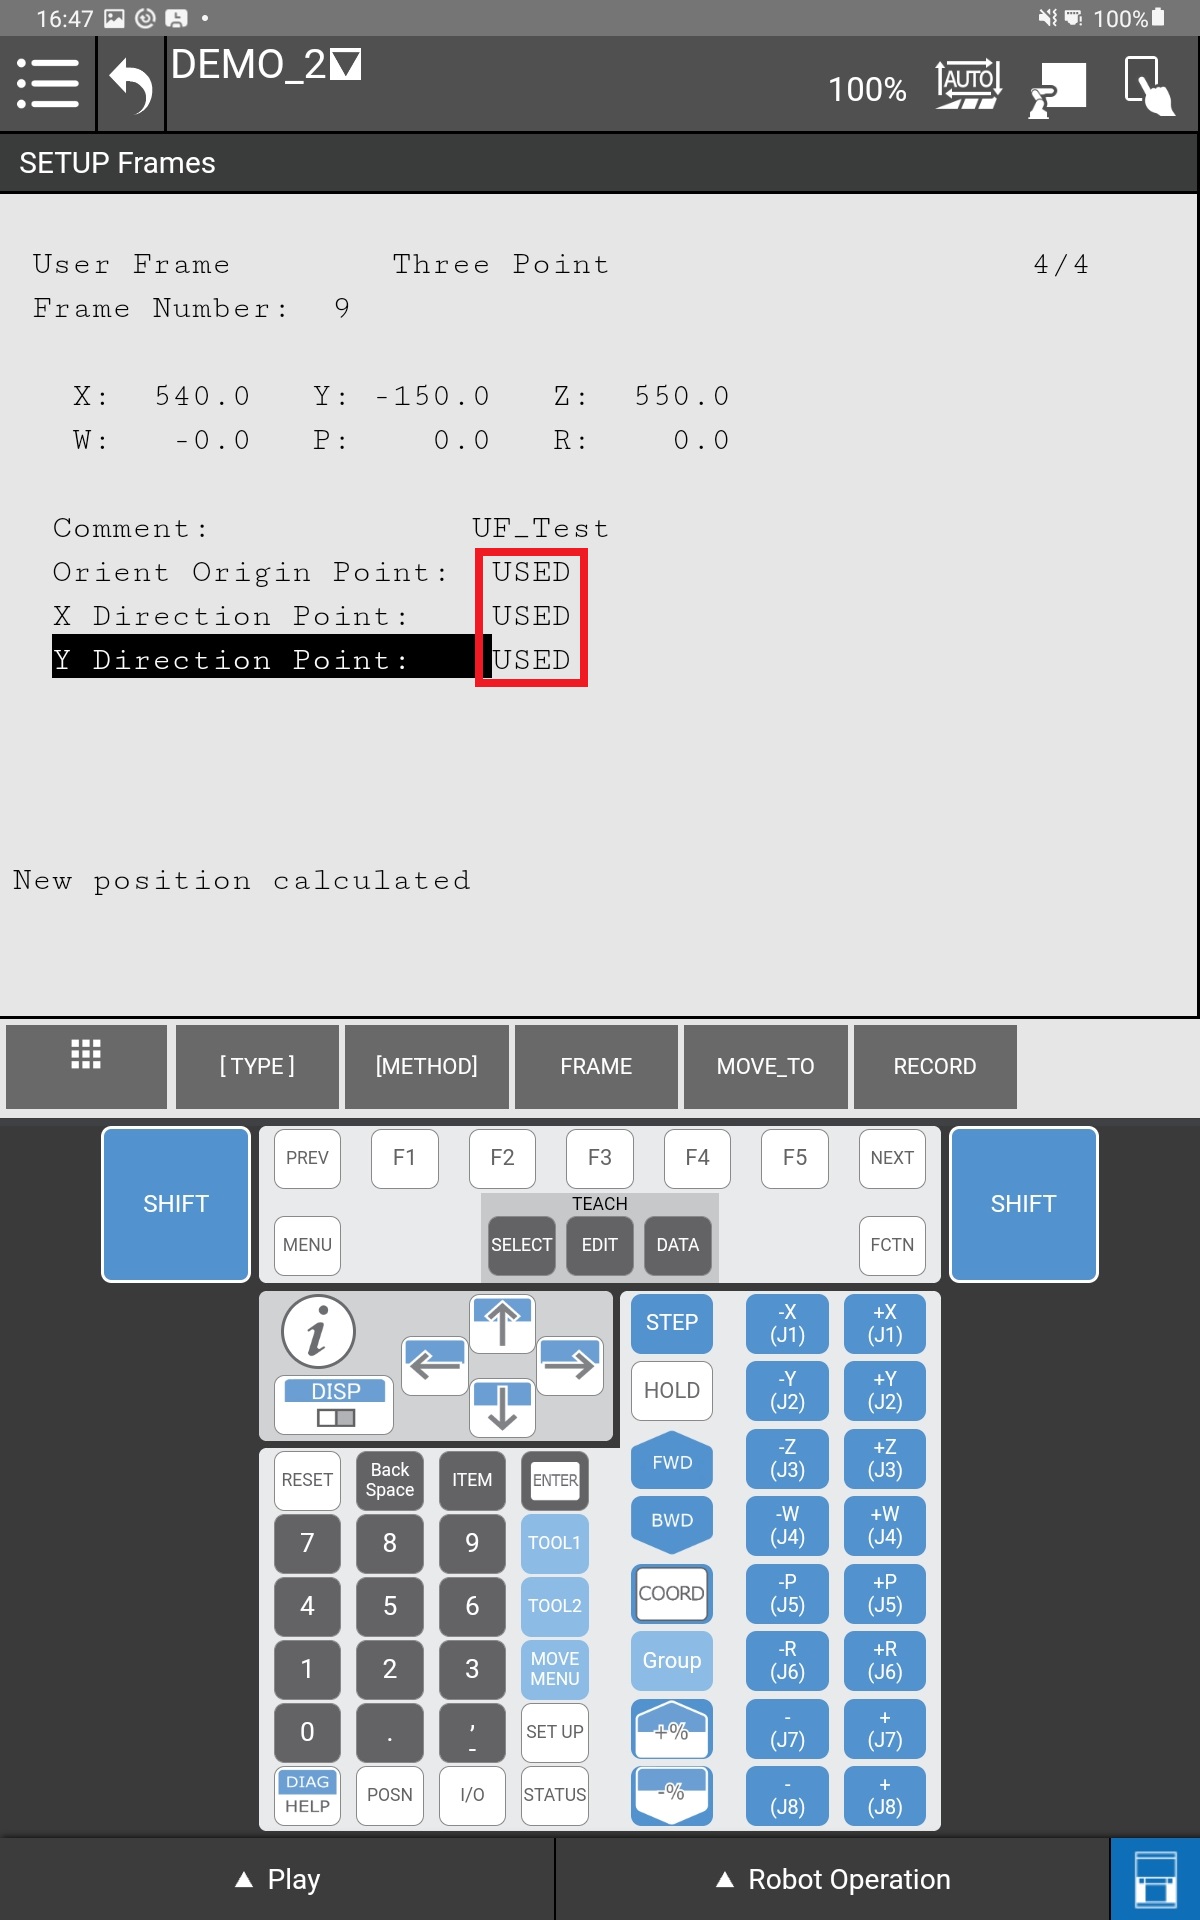 16:47 100%
DEMO_2
100% AUTO
SETUP Frames
User Frame Three Point 4/4
Frame Number: 9
X: 540.0 Y: -150.0 Z: 550.0
W: -0.0 P: 0.0 R: 0.0
Comment: UF_Test
Orient Origin Point: USED
X Direction Point: USED
Y Direction Point: USED
New position calculated
[ TYPE ] [METHOD] FRAME MOVE_TO RECORD
SHIFT PREV F1 F2 F3 F4 F5 NEXT SHIFT
TEACH
MENU SELECT EDIT DATA FCTN
i
DISP
STEP -X (J1) +X (J1)
HOLD -Y (J2) +Y (J2)
FWD -Z (J3) +Z (J3)
BWD -W (J4) +W (J4)
COORD -P (J5) +P (J5)
Group -R (J6) +R (J6)
+% - (J7) + (J7)
-% - (J8) + (J8)
RESET Back Space ITEM ENTER
7 8 9 TOOL1
4 5 6 TOOL2
1 2 3 MOVE MENU
0 . , - SET UP
DIAG HELP POSN I/O STATUS
▲ Play ▲ Robot Operation